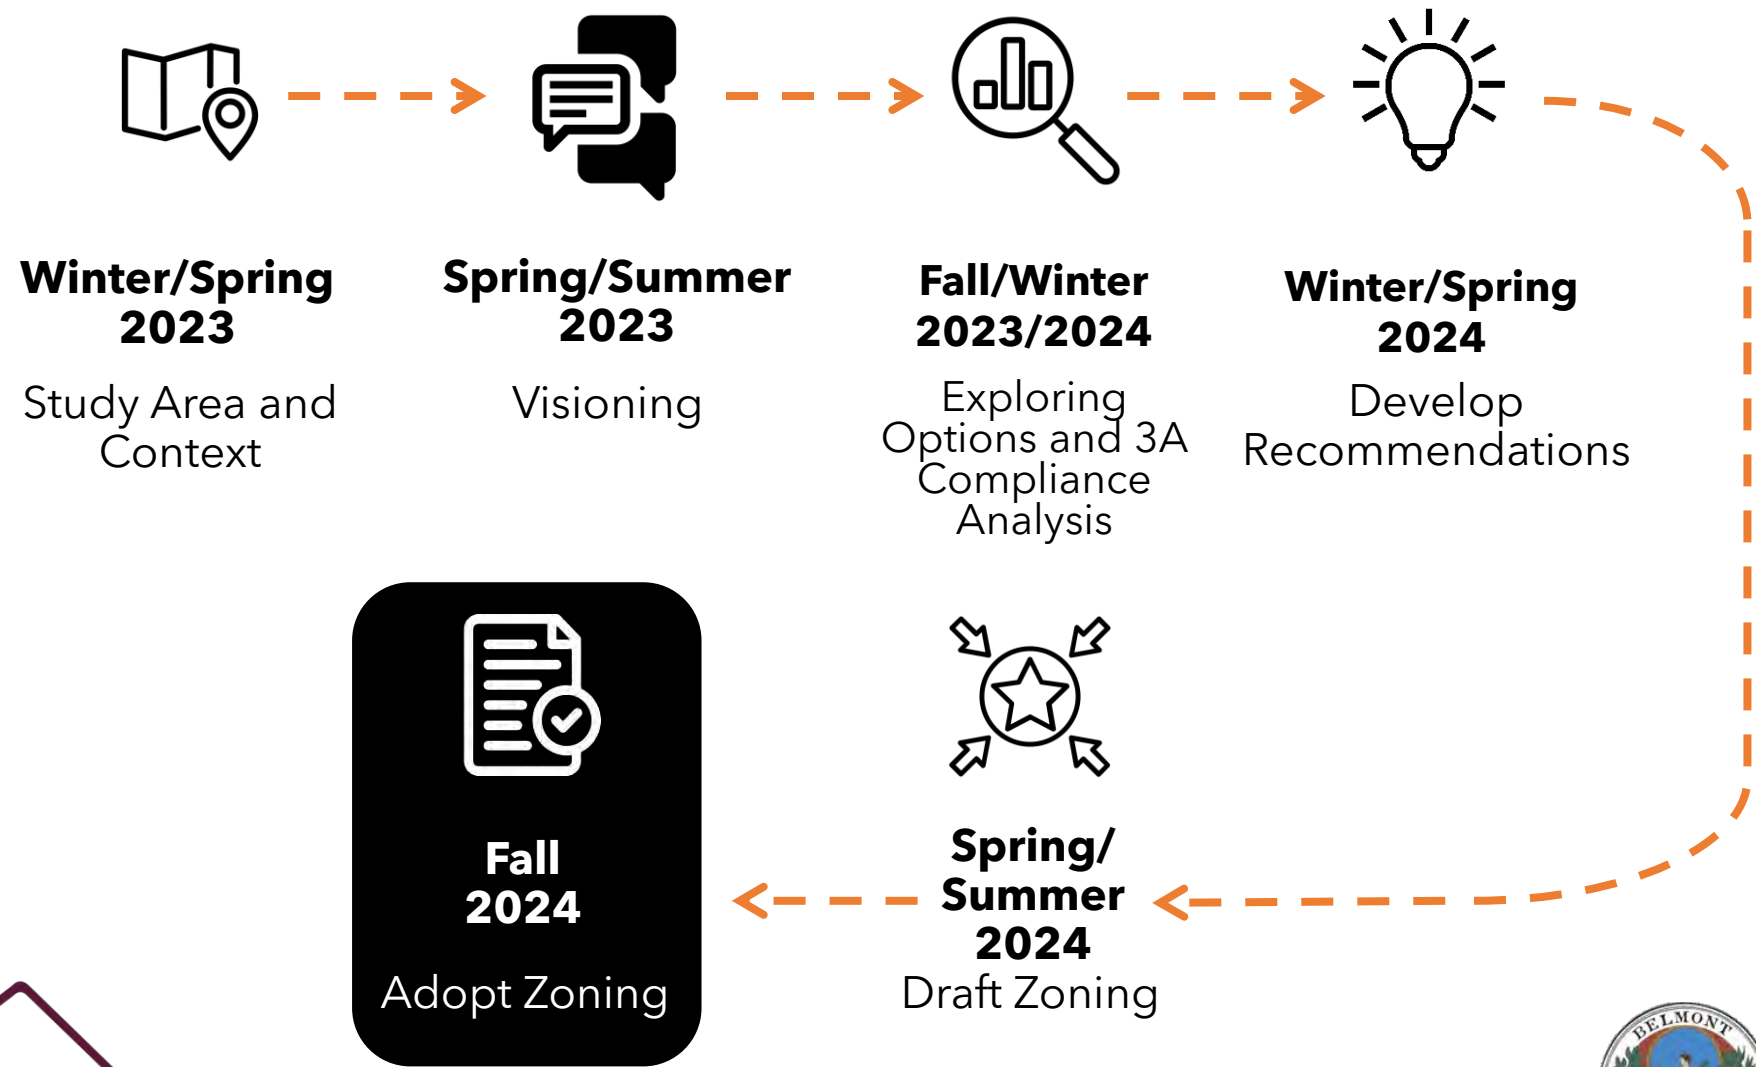 Winter/Spring
2023
Study Area and
Context
Spring/Summer
2023
Visioning
Fall/Winter
2023/2024
Exploring
Options and 3A
Compliance
Analysis
Winter/Spring
2024
Develop
Recommendations
Spring/
Summer
2024
Draft Zoning
Fall
2024
Adopt Zoning
BELMONT